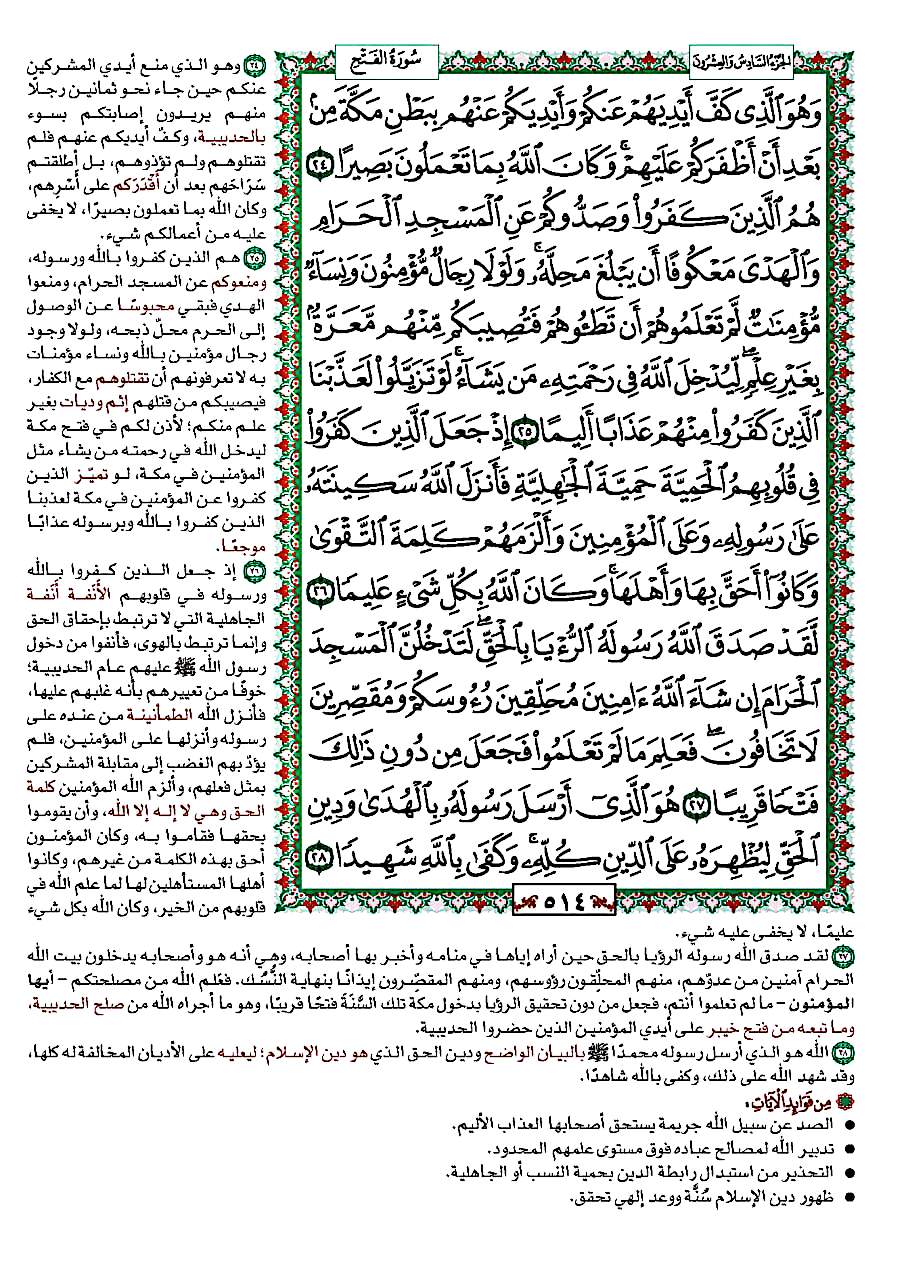 الجزء السادس والعشرون
سورة الفتح
وَهُوَ ٱلَّذِى كَفَّ أَيْدِيَهُمْ عَنكُمْ وَأَيْدِيَكُمْ عَنْهُم بِبَطْنِ مَكَّةَ مِنۢ
بَعْدِ أَنْ أَظْفَرَكُمْ عَلَيْهِمْ ۚ وَكَانَ ٱللَّهُ بِمَا تَعْمَلُونَ بَصِيرًا ٢٤
هُمُ ٱلَّذِينَ كَفَرُوا۟ وَصَدُّوكُمْ عَنِ ٱلْمَسْجِدِ ٱلْحَرَامِ
وَٱلْهَدْىَ مَعْكُوفًا أَن يَبْلُغَ مَحِلَّهُۥ ۚ وَلَوْلَا رِجَالٌ مُّؤْمِنُونَ وَنِسَآءٌ
مُّؤْمِنَٰتٌ لَّمْ تَعْلَمُوهُمْ أَن تَطَـُٔوهُمْ فَتُصِيبَكُم مِّنْهُم مَّعَرَّةٌۢ
بِغَيْرِ عِلْمٍ ۖ لِّيُدْخِلَ ٱللَّهُ فِى رَحْمَتِهِۦ مَن يَشَآءُ ۚ لَوْ تَزَيَّلُوا۟ لَعَذَّبْنَا
ٱلَّذِينَ كَفَرُوا۟ مِنْهُمْ عَذَابًا أَلِيمًا ٢٥ إِذْ جَعَلَ ٱلَّذِينَ كَفَرُوا۟
فِى قُلُوبِهِمُ ٱلْحَمِيَّةَ حَمِيَّةَ ٱلْجَٰهِلِيَّةِ فَأَنزَلَ ٱللَّهُ سَكِينَتَهُۥ
عَلَىٰ رَسُولِهِۦ وَعَلَى ٱلْمُؤْمِنِينَ وَأَلْزَمَهُمْ كَلِمَةَ ٱلتَّقْوَىٰ
وَكَانُوٓا۟ أَحَقَّ بِهَا وَأَهْلَهَا ۚ وَكَانَ ٱللَّهُ بِكُلِّ شَىْءٍ عَلِيمًا ٢٦
لَّقَدْ صَدَقَ ٱللَّهُ رَسُولَهُ ٱلرُّءْيَا بِٱلْحَقِّ ۖ لَتَدْخُلُنَّ ٱلْمَسْجِدَ
ٱلْحَرَامَ إِن شَآءَ ٱللَّهُ ءَامِنِينَ مُحَلِّقِينَ رُءُوسَكُمْ وَمُقَصِّرِينَ
لَا تَخَافُونَ ۖ فَعَلِمَ مَا لَمْ تَعْلَمُوا۟ فَجَعَلَ مِن دُونِ ذَٰلِكَ
فَتْحًا قَرِيبًا ٢٧ هُوَ ٱلَّذِىٓ أَرْسَلَ رَسُولَهُۥ بِٱلْهُدَىٰ وَدِينِ
ٱلْحَقِّ لِيُظْهِرَهُۥ عَلَى ٱلدِّينِ كُلِّهِۦ ۚ وَكَفَىٰ بِٱللَّهِ شَهِيدًا ٢٨
٥١٤
٢٤ وهو الذي منع أيدي المشركين
عنكم حين جاء نحو ثمانين رجلًا
منهم يريدون إصابتكم بسوء
بالحديبية، وكفّ أيديكم عنهم فلم
تقتلوهم ولم تؤذوهم، بل أطلقتم
سَرَاحَهم بعد أن أَقْدَرَكم على أَسْرِهم،
وكان الله بما تعملون بصيرًا، لا يخفى
عليه من أعمالكم شيء.
٢٥ هم الذين كفروا بالله ورسوله،
ومنعوكم عن المسجد الحرام، ومنعوا
الهدي فبقي محبوسًا عن الوصول
إلى الحرم محلّ ذبحه، ولولا وجود
رجال مؤمنين بالله ونساء مؤمنات
به لا تعرفونهم أن تقتلوهم مع الكفار،
فيصيبكم من قتلهم إثم وديات بغير
علم منكم؛ لأذن لكم في فتح مكة
ليدخل الله في رحمته من يشاء مثل
المؤمنين في مكة، لو تميّز الذين
كفروا عن المؤمنين في مكة لعذبنا
الذين كفروا بالله وبرسوله عذابًا
موجعًا.
٢٦ إذ جعل الذين كفروا بالله
ورسوله في قلوبهم الأَنَفة أَنَفة
الجاهلية التي لا ترتبط بإحقاق الحق
وإنما ترتبط بالهوى، فأنفوا من دخول
رسول الله ﷺ عليهم عام الحديبية؛
خوفًا من تعييرهم بأنه غلبهم عليها،
فأنزل الله الطمأنينة من عنده على
رسوله وأنزلها على المؤمنين، فلم
يؤدّ بهم الغضب إلى مقابلة المشركين
بمثل فعلهم، وألزم الله المؤمنين كلمة
الحق وهي لا إله إلا الله، وأن يقوموا
بحقها فقاموا به، وكان المؤمنون
أحق بهذه الكلمة من غيرهم، وكانوا
أهلها المستأهلين لها لما علم الله في
قلوبهم من الخير، وكان الله بكل شيء
عليمًا، لا يخفى عليه شيء.
٢٧ لقد صدق الله رسوله الرؤيا بالحق حين أراه إياها في منامه وأخبر بها أصحابه، وهي أنه هو وأصحابه يدخلون بيت الله
الحرام آمنين من عدوّهم، منهم المحلِّقون رؤوسهم، ومنهم المقصّرون إيذانًا بنهاية النُّسُك. فعَلم الله من مصلحتكم - أيها
المؤمنون - ما لم تعلموا أنتم، فجعل من دون تحقيق الرؤيا بدخول مكة تلك السَّنَةَ فتحًا قريبًا، وهو ما أجراه الله من صلح الحديبية،
وما تبعه من فتح خيبر على أيدي المؤمنين الذين حضروا الحديبية.
٢٨ الله هو الذي أرسل رسوله محمدًا ﷺ بالبيان الواضح ودين الحق الذي هو دين الإسلام؛ ليعليه على الأديان المخالفة له كلها،
وقد شهد الله على ذلك، وكفى بالله شاهدًا.
من فوائد الآيات:
● الصد عن سبيل الله جريمة يستحق أصحابها العذاب الأليم.
● تدبير الله لمصالح عباده فوق مستوى علمهم المحدود.
● التحذير من استبدال رابطة الدين بحمية النسب أو الجاهلية.
● ظهور دين الإسلام سُنَّة ووعد إلهي تحقق.